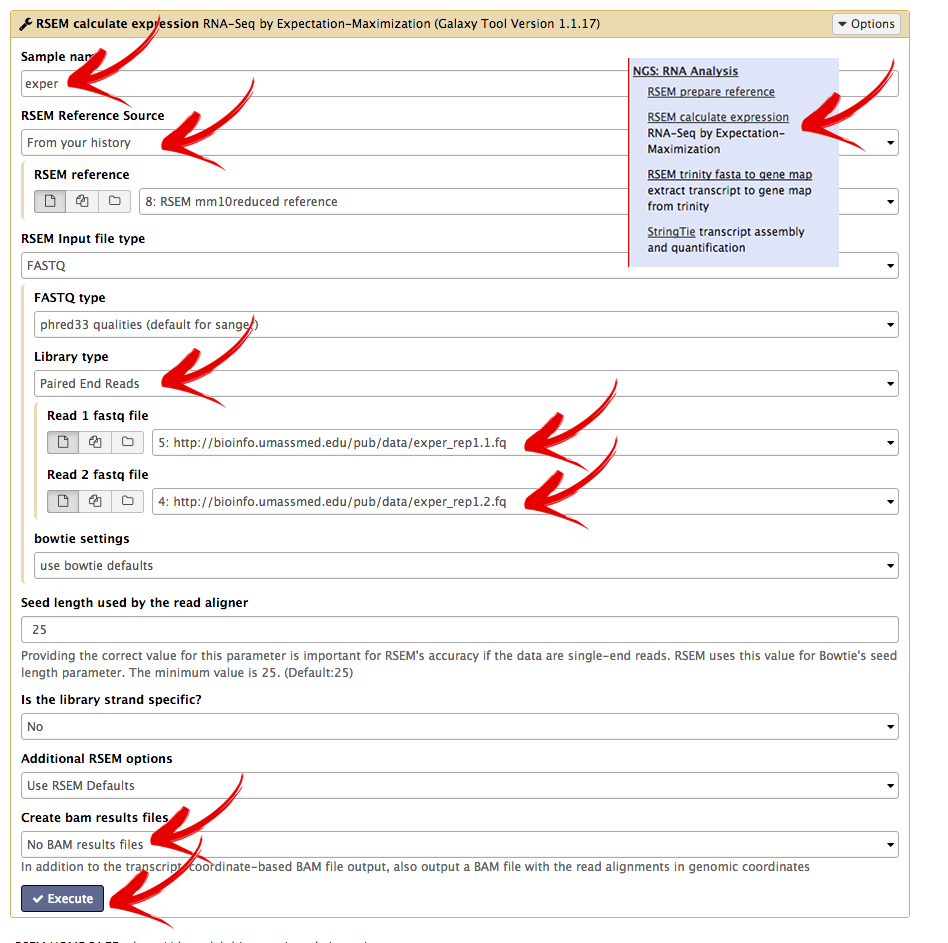 RSEM calculate expression RNA-Seq by Expectation-Maximization (Galaxy Tool Version 1.1.17)
Options
Sample
exper
RSEM Reference Source
From your history
NGS: RNA Analysis
RSEM prepare reference
RSEM calculate expression
RNA-Seq by Expectation-
Maximization
RSEM trinity fasta to gene map
extract transcript to gene map
from trinity
StringTie transcript assembly
and quantification
RSEM reference
8: RSEM mm10reduced reference
RSEM Input file type
FASTQ
FASTQ type
phred33 qualities (default for sanger)
Library type
Paired End Reads
Read 1 fastq file
5: http://bioinfo.umassmed.edu/pub/data/exper_rep1.1.fq
Read 2 fastq file
4: http://bioinfo.umassmed.edu/pub/data/exper_rep1.2.fq
bowtie settings
use bowtie defaults
Seed length used by the read aligner
25
Providing the correct value for this parameter is important for RSEM's accuracy if the data are single-end reads. RSEM uses this value for Bowtie's seed
length parameter. The minimum value is 25. (Default:25)
Is the library strand specific?
No
Additional RSEM options
Use RSEM Defaults
Create bam results files
No BAM results files
In addition to the transcript-coordinate-based BAM file output, also output a BAM file with the read alignments in genomic coordinates
Execute